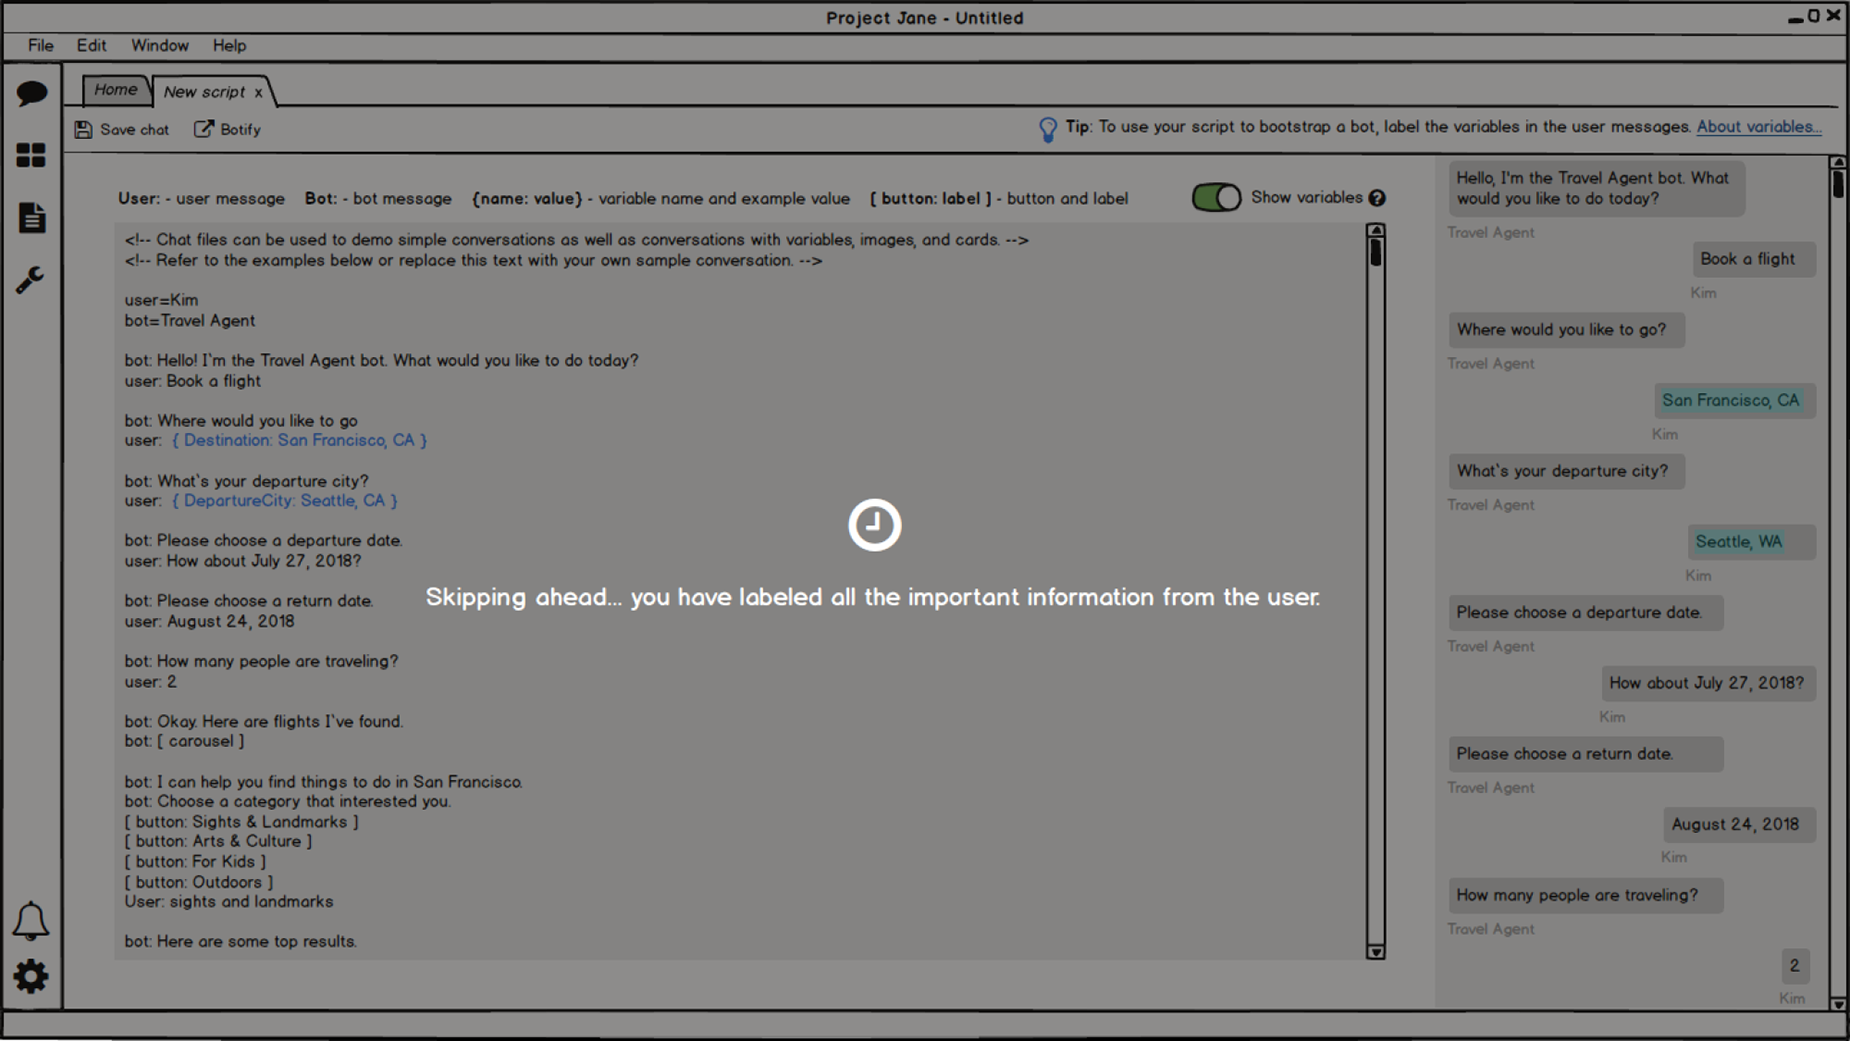 Project Jane - Untitled
File Edit Window Help
Home New script x
Save chat Botify
Tip: To use your script to bootstrap a bot, label the variables in the user messages. About variables...
User: - user message Bot: - bot message {name: value} - variable name and example value [ button: label ] - button and label
Show variables ?
<!-- Chat files can be used to demo simple conversations as well as conversations with variables, images, and cards. -->
<!-- Refer to the examples below or replace this text with your own sample conversation. -->
user=Kim
bot=Travel Agent
bot: Hello! I`m the Travel Agent bot. What would you like to do today?
user: Book a flight
bot: Where would you like to go
user: { Destination: San Francisco, CA }
bot: What`s your departure city?
user: { DepartureCity: Seattle, CA }
bot: Please choose a departure date.
user: How about July 27, 2018?
bot: Please choose a return date.
user: August 24, 2018
bot: How many people are traveling?
user: 2
bot: Okay. Here are flights I`ve found.
bot: [ carousel ]
bot: I can help you find things to do in San Francisco.
bot: Choose a category that interested you.
[ button: Sights & Landmarks ]
[ button: Arts & Culture ]
[ button: For Kids ]
[ button: Outdoors ]
User: sights and landmarks
bot: Here are some top results.
Skipping ahead... you have labeled all the important information from the user.
Hello, I'm the Travel Agent bot. What
would you like to do today?
Travel Agent
Book a flight
Kim
Where would you like to go?
Travel Agent
San Francisco, CA
Kim
What`s your departure city?
Travel Agent
Seattle, WA
Kim
Please choose a departure date.
Travel Agent
How about July 27, 2018?
Kim
Please choose a return date.
Travel Agent
August 24, 2018
Kim
How many people are traveling?
Travel Agent
2
Kim